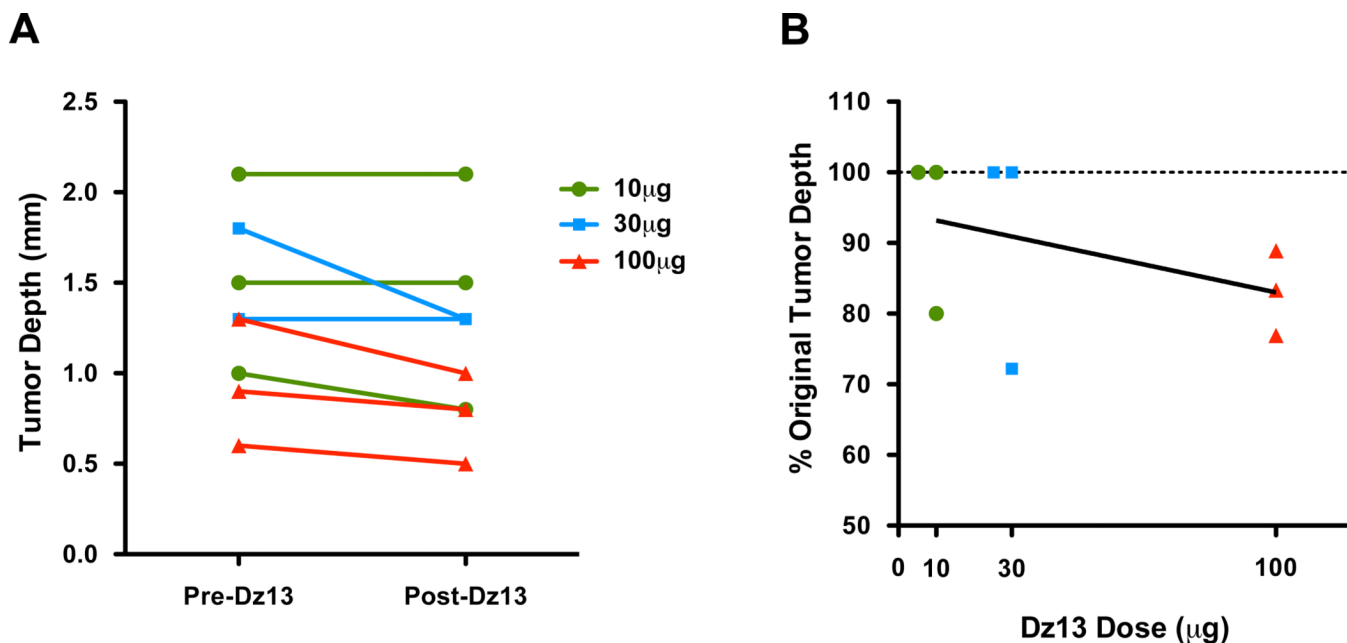 A
Tumor Depth (mm)
2.5
2.0
1.5
1.0
0.5
0.0
Pre-Dz13
Post-Dz13
10μg
30μg
100μg
B
% Original Tumor Depth
110
100
90
80
70
60
50
0
10
30
100
Dz13 Dose (μg)